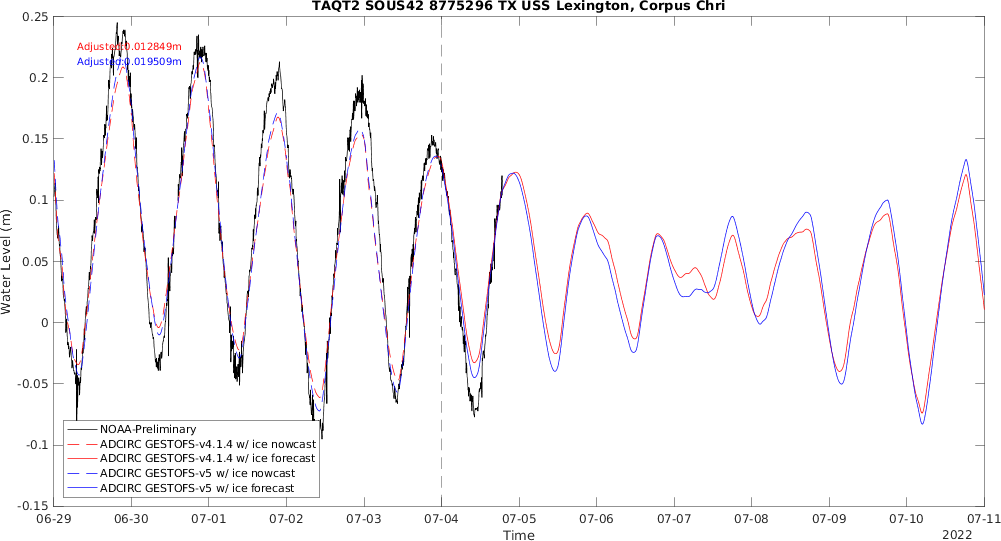 TAQT2 SOUS42 8775296 TX USS Lexington, Corpus Chri
Adjusted:0.012849m
Adjusted:0.019509m
0.25
0.2
0.15
0.1
0.05
0
-0.05
-0.1
-0.15
Water Level (m)
NOAA-Preliminary
ADCIRC GESTOFS-v4.1.4 w/ ice nowcast
ADCIRC GESTOFS-v4.1.4 w/ ice forecast
ADCIRC GESTOFS-v5 w/ ice nowcast
ADCIRC GESTOFS-v5 w/ ice forecast
06-29 06-30 07-01 07-02 07-03 07-04 07-05 07-06 07-07 07-08 07-09 07-10 07-11
Time
2022